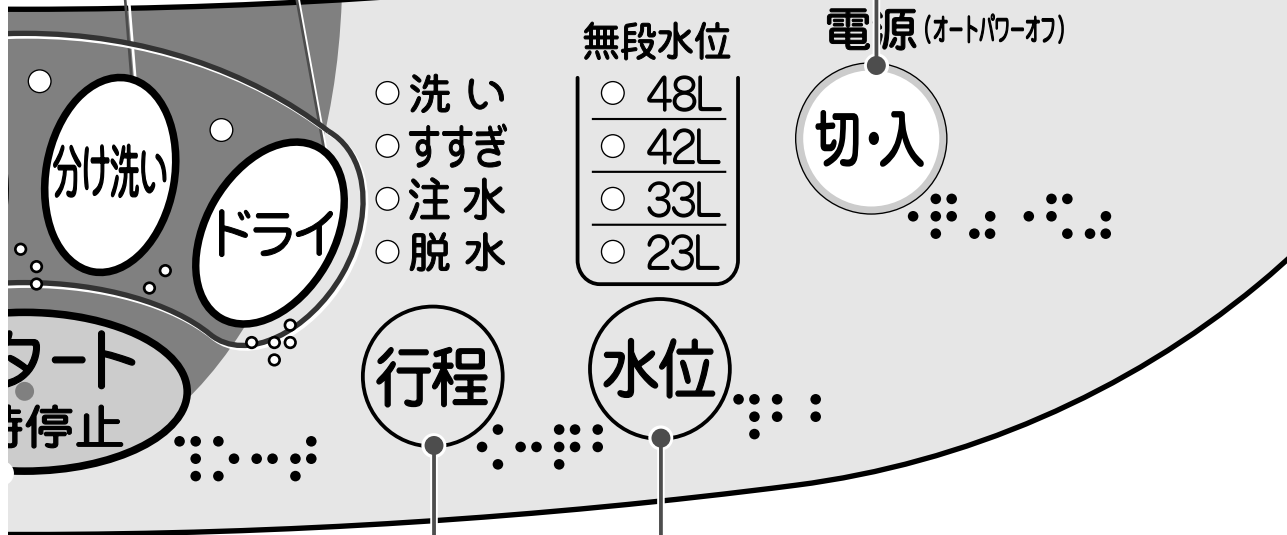 電源(オートパワーオフ)
切・入
無段水位
48L
42L
33L
23L
洗い
すすぎ
注水
脱水
分け洗い
ドライ
タート
時停止
行程
水位